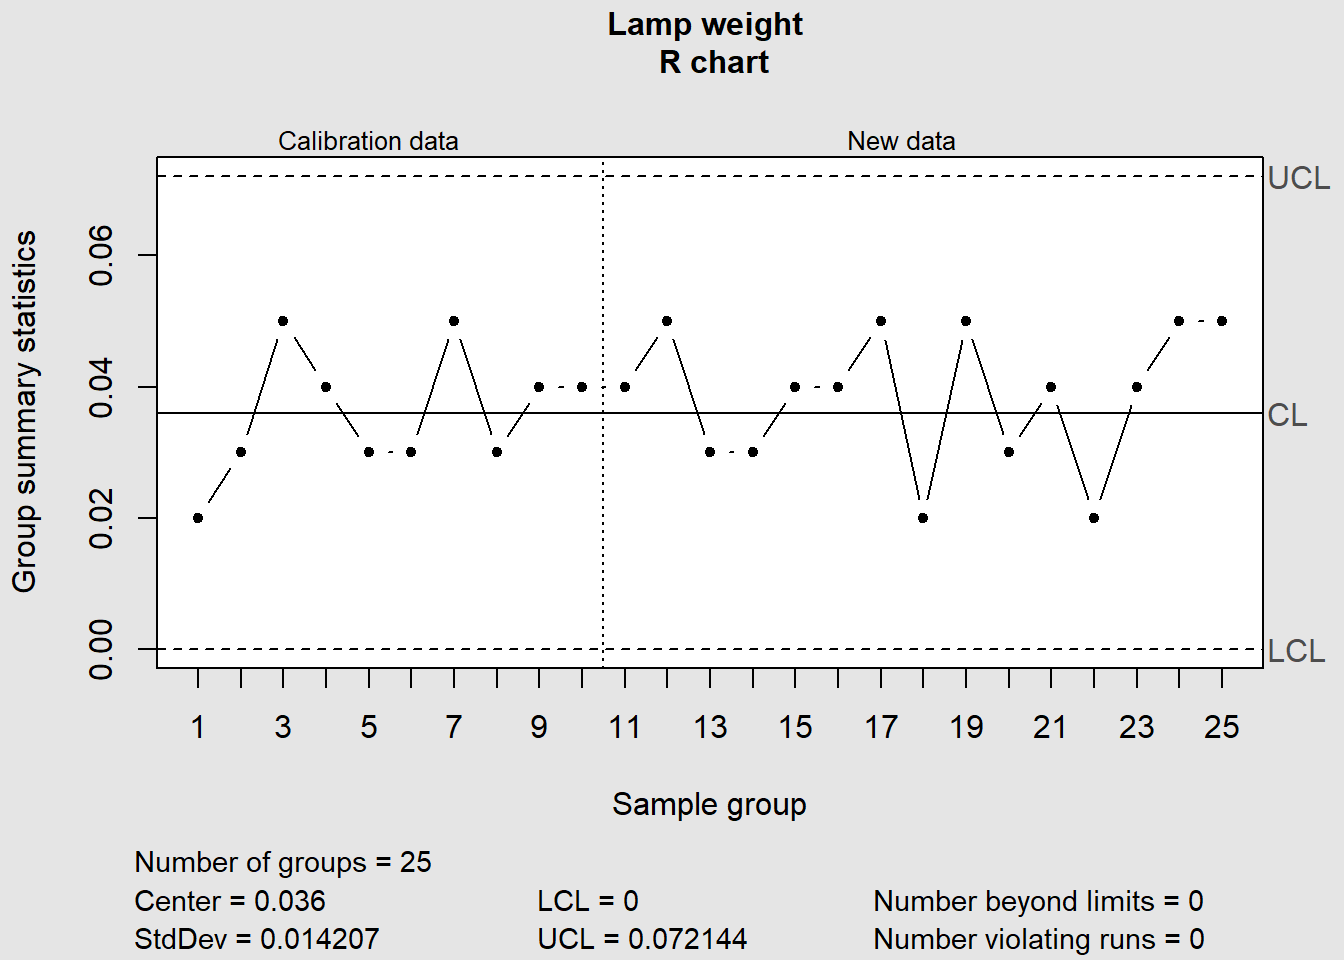 Lamp weight
R chart
Calibration data New data
UCL
CL
LCL
Group summary statistics
0.06
0.04
0.02
0.00
1 3 5 7 9 11 13 15 17 19 21 23 25
Sample group
Number of groups = 25
Center = 0.036 LCL = 0 Number beyond limits = 0
StdDev = 0.014207 UCL = 0.072144 Number violating runs = 0